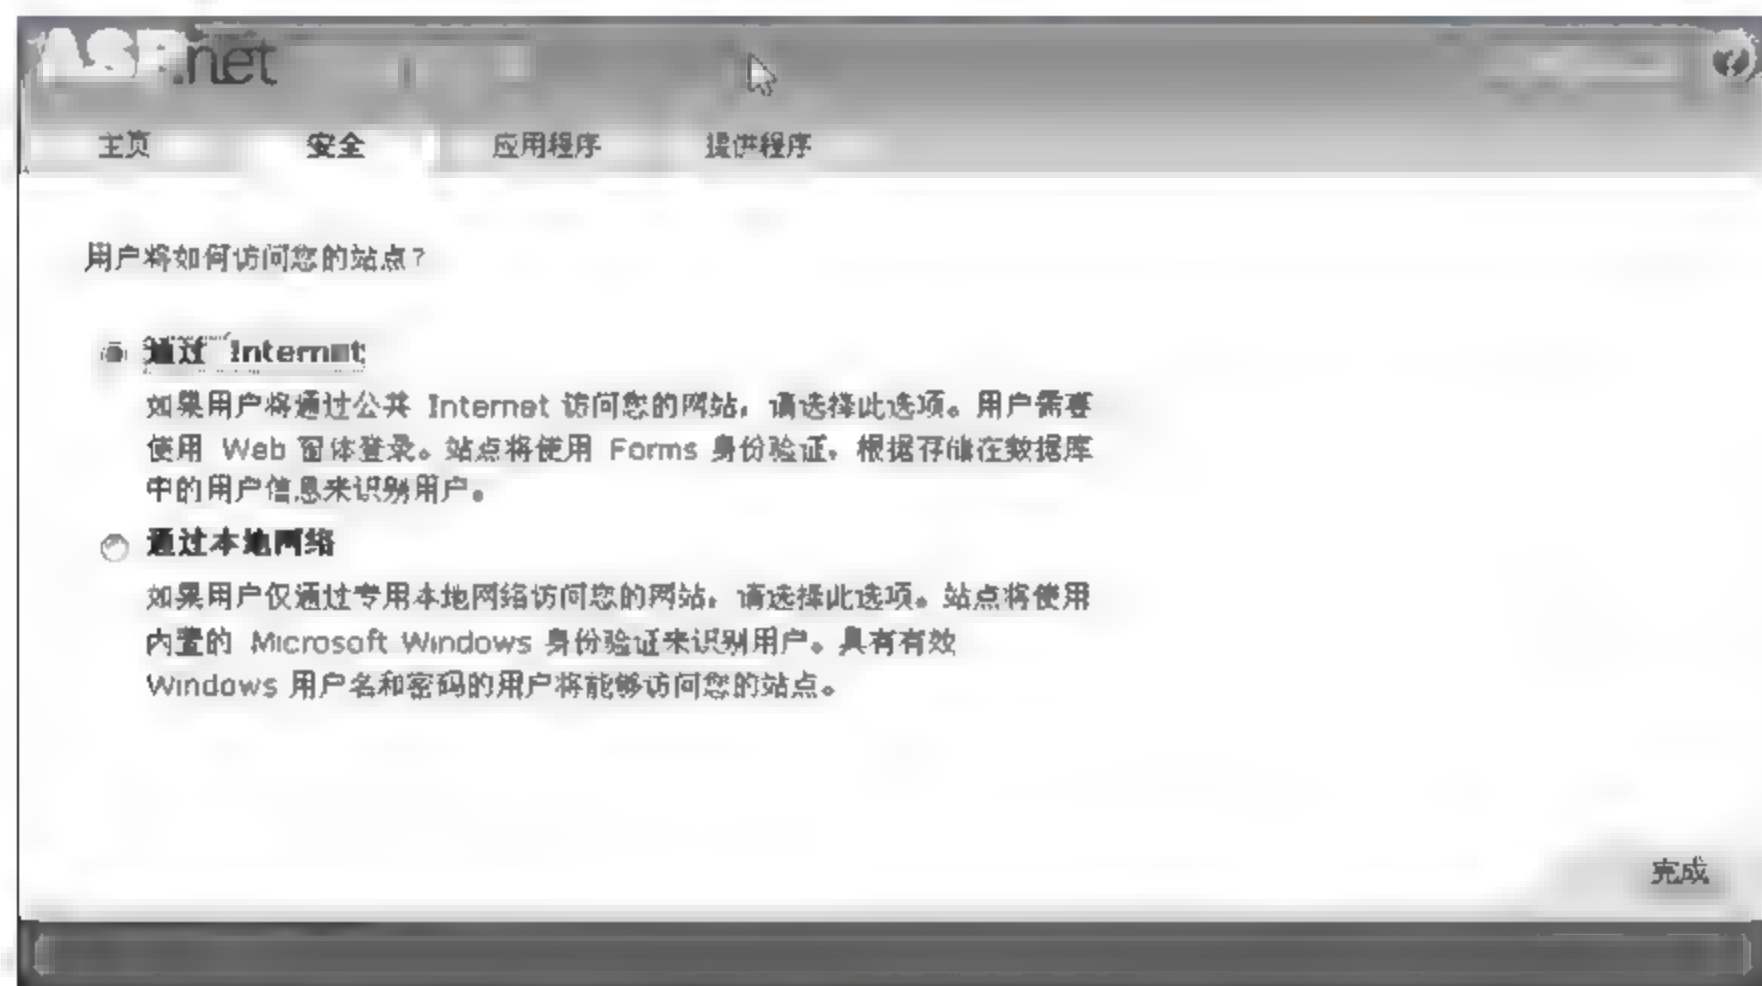 ASP.net
主页 安全 应用程序 提供程序
用户将如何访问您的站点?
通过 Internet
如果用户将通过公共 Internet 访问您的网站,请选择此选项。用户需要
使用 Web 窗体登录。站点将使用 Forms 身份验证,根据存储在数据库
中的用户信息来识别用户。
通过本地网络
如果用户仅通过专用本地网络访问您的网站,请选择此选项。站点将使用
内置的 Microsoft Windows 身份验证来识别用户。具有有效
Windows 用户名和密码的用户将能够访问您的站点。
完成